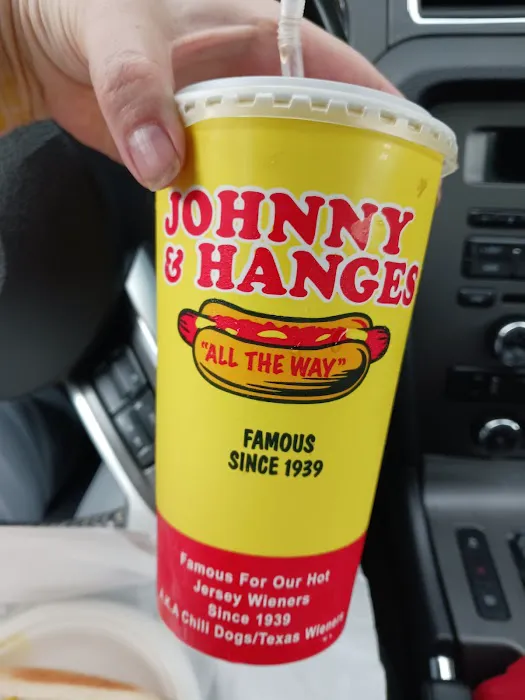 JOHNNY
& HANGES
"ALL THE WAY"
FAMOUS
SINCE 1939
Famous For Our Hot
Jersey Wieners
Since 1939
A.K.A Chili Dogs/Texas Wieners